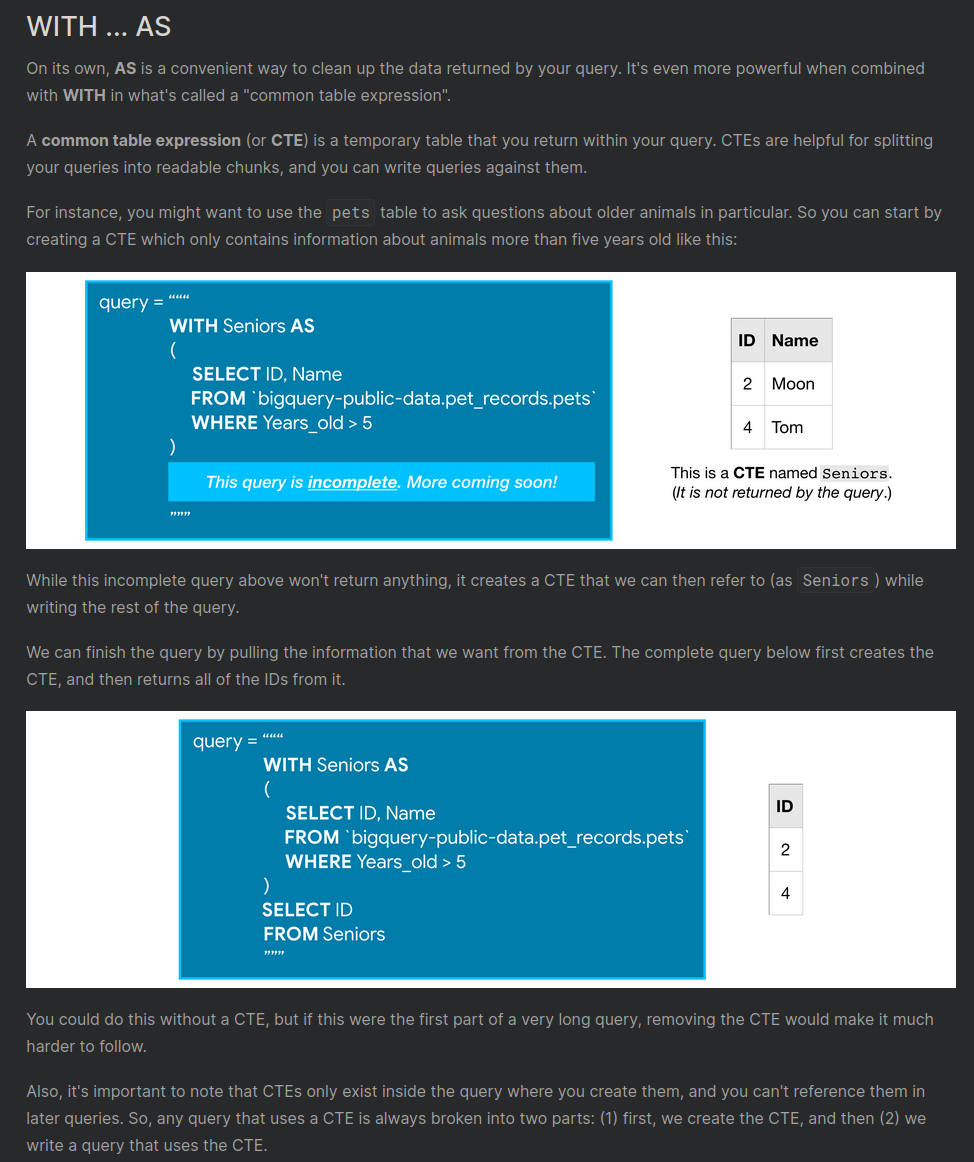 WITH ... AS
On its own, AS is a convenient way to clean up the data returned by your query. It's even more powerful when combined
with WITH in what's called a "common table expression".
A common table expression (or CTE) is a temporary table that you return within your query. CTEs are helpful for splitting
your queries into readable chunks, and you can write queries against them.
For instance, you might want to use the pets table to ask questions about older animals in particular. So you can start by
creating a CTE which only contains information about animals more than five years old like this:
query = “““
WITH Seniors AS
(
SELECT ID, Name
FROM `bigquery-public-data.pet_records.pets`
WHERE Years_old > 5
)
This query is incomplete. More coming soon!
”””
ID Name
2 Moon
4 Tom
This is a CTE named Seniors.
(It is not returned by the query.)
While this incomplete query above won't return anything, it creates a CTE that we can then refer to (as Seniors) while
writing the rest of the query.
We can finish the query by pulling the information that we want from the CTE. The complete query below first creates the
CTE, and then returns all of the IDs from it.
query = “““
WITH Seniors AS
(
SELECT ID, Name
FROM `bigquery-public-data.pet_records.pets`
WHERE Years_old > 5
)
SELECT ID
FROM Seniors
”””
ID
2
4
You could do this without a CTE, but if this were the first part of a very long query, removing the CTE would make it much
harder to follow.
Also, it's important to note that CTEs only exist inside the query where you create them, and you can't reference them in
later queries. So, any query that uses a CTE is always broken into two parts: (1) first, we create the CTE, and then (2) we
write a query that uses the CTE.